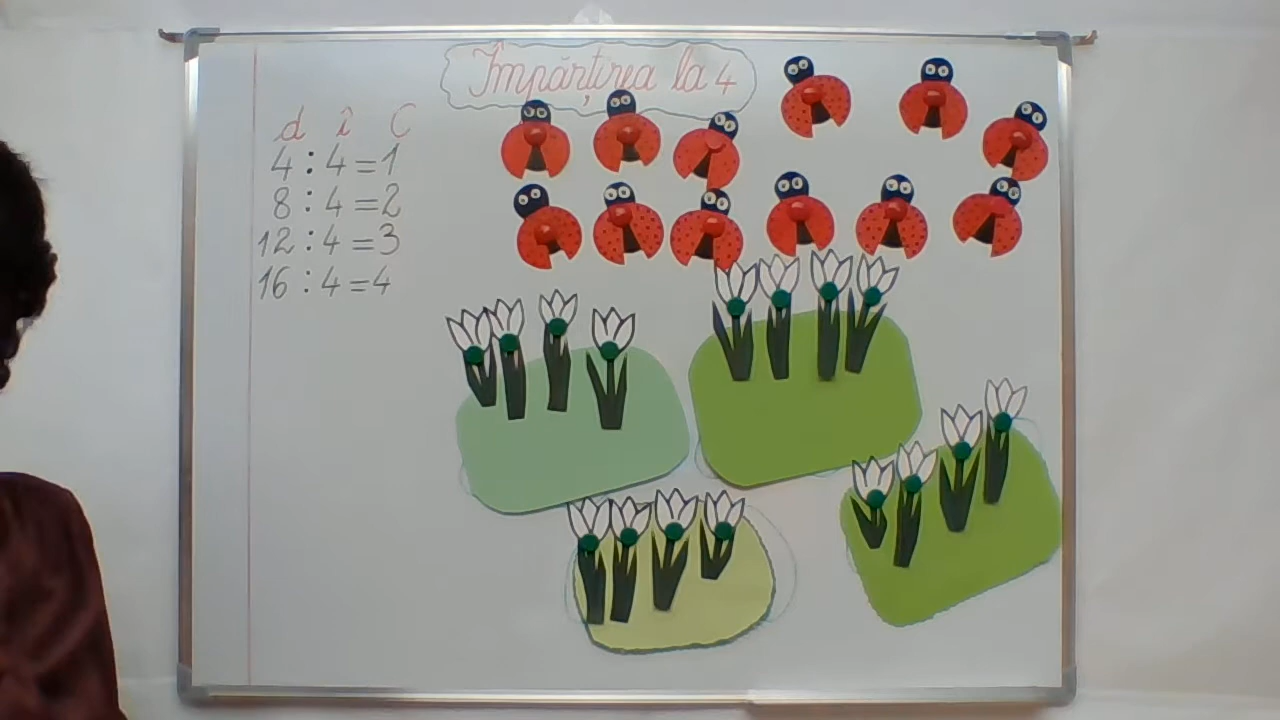 Împărțirea la 4
d î C
4 : 4 = 1
8 : 4 = 2
12 : 4 = 3
16 : 4 = 4